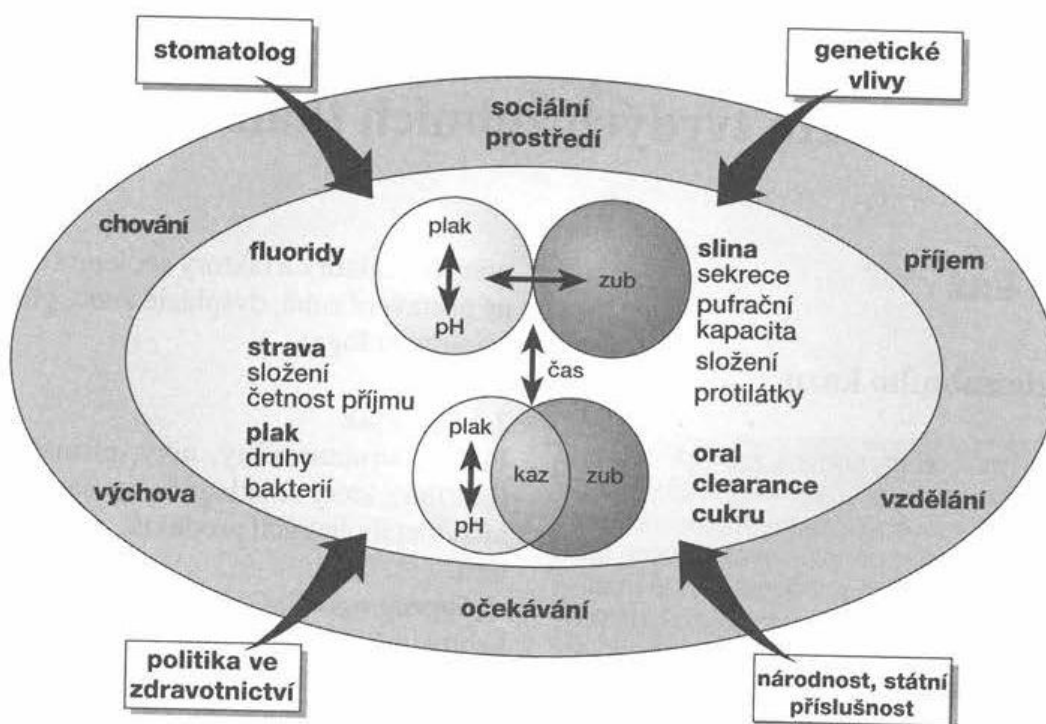 stomatolog
genetické
vlivy
sociální
prostředí
chování
příjem
fluoridy
plak
pH
zub
slina
sekrece
pufrační
kapacita
složení
protilátky
čas
strava
složení
četnost příjmu
plak
druhy
bakterií
plak
pH
kaz
zub
oral
clearance
cukru
výchova
vzdělání
očekávání
politika ve
zdravotnictví
národnost, státní
příslušnost